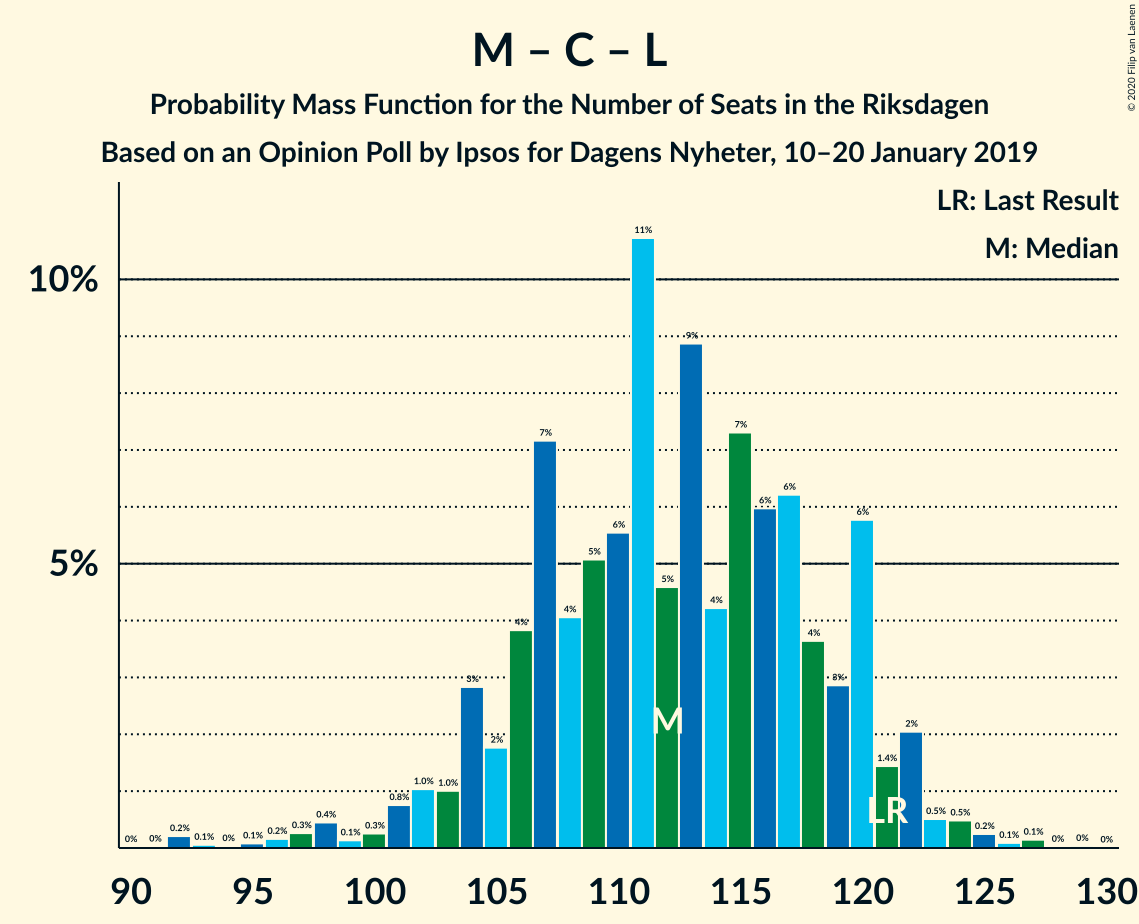 © 2020 Filip van Laenen
M – C – L
Probability Mass Function for the Number of Seats in the Riksdagen
Based on an Opinion Poll by Ipsos for Dagens Nyheter, 10–20 January 2019
LR: Last Result
M: Median
10%
5%
0% 0% 0.2% 0.1% 0% 0.1% 0.2% 0.3% 0.4% 0.1% 0.3% 0.8% 1.0% 1.0% 3% 2% 4% 7% 4% 5% 6% 11% 5% 9% 4% 7% 6% 6% 4% 3% 6% 1.4% 2% 0.5% 0.5% 0.2% 0.1% 0.1% 0% 0% 0%
M
LR
90 95 100 105 110 115 120 125 130